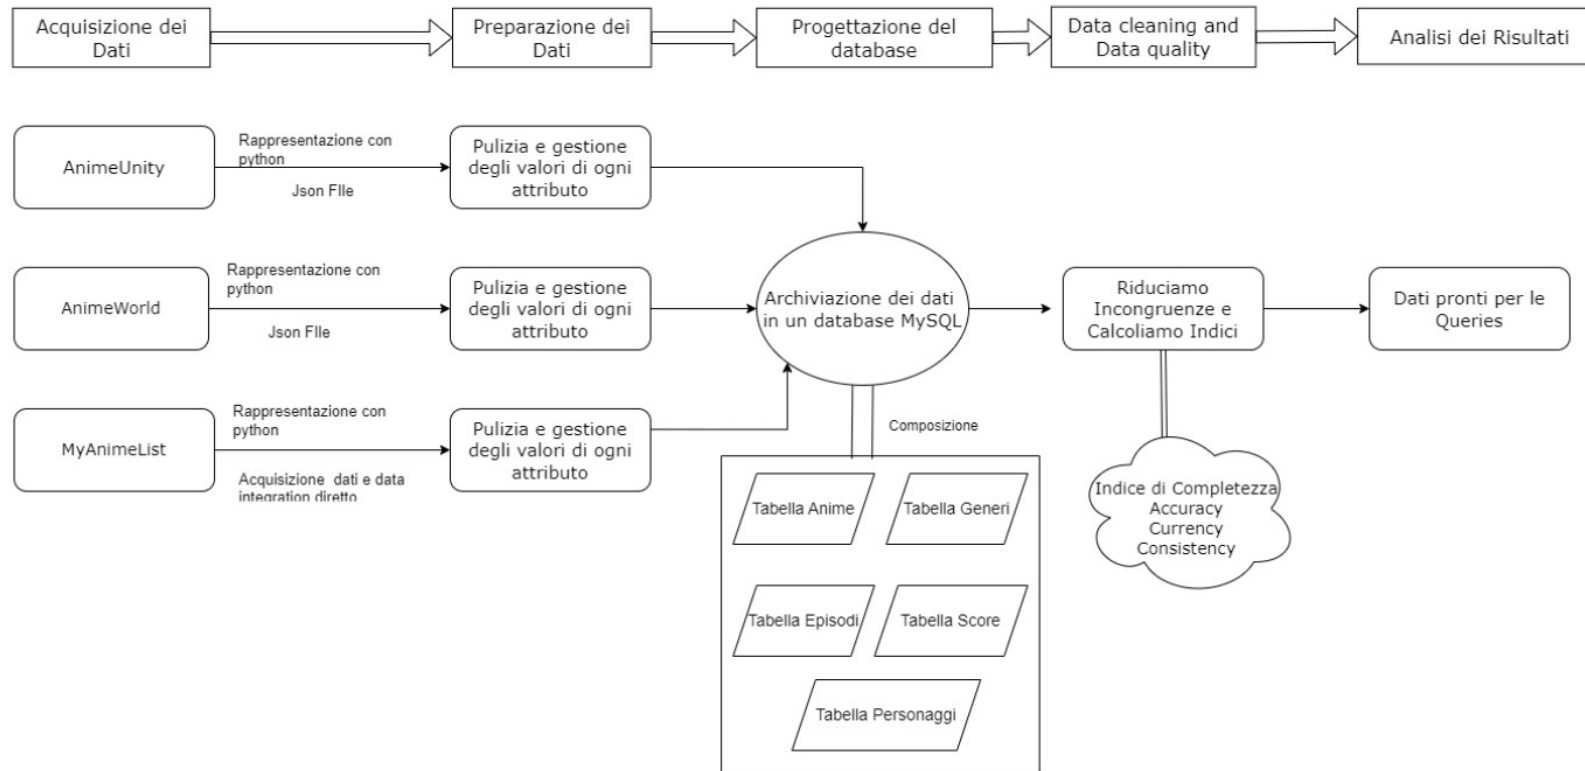 Acquisizione dei
Dati
Preparazione dei
Dati
Progettazione del
database
Data cleaning and
Data quality
Analisi dei Risultati
AnimeUnity
Rappresentazione con
python
Json FIle
Pulizia e gestione
degli valori di ogni
attributo
AnimeWorld
Rappresentazione con
python
Json FIle
Pulizia e gestione
degli valori di ogni
attributo
Archiviazione dei dati
in un database MySQL
Riduciamo
Incongruenze e
Calcoliamo Indici
Dati pronti per le
Queries
MyAnimeList
Rappresentazione con
python
Acquisizione dati e data
integration diretto
Pulizia e gestione
degli valori di ogni
attributo
Composizione
Tabella Anime
Tabella Generi
Tabella Episodi
Tabella Score
Tabella Personaggi
Indice di Completezza
Accuracy
Currency
Consistency